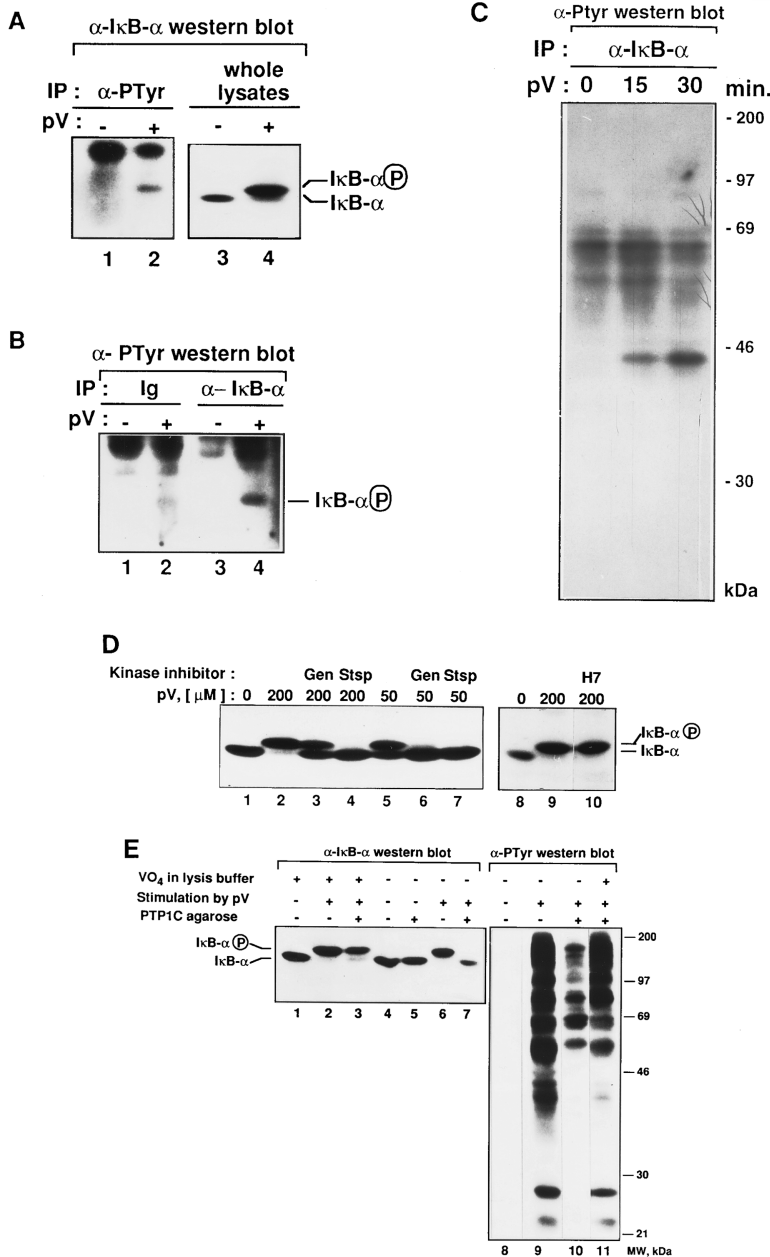 A
α-IκB-α western blot
IP : α-PTyr
whole
lysates
pV : - + - +
IκB-α Ⓟ
IκB-α
1 2 3 4
B
α- PTyr western blot
IP : Ig α– IκB-α
pV : - + - +
IκB-α Ⓟ
1 2 3 4
C
α-Ptyr western blot
IP : α-IκB-α
pV : 0 15 30 min.
- 200
- 97
- 69
- 46
- 30
kDa
D
Kinase inhibitor : Gen Stsp Gen Stsp H7
pV, [ μM ] : 0 200 200 200 50 50 50 0 200 200
IκB-α Ⓟ
IκB-α
1 2 3 4 5 6 7 8 9 10
E
α-IκB-α western blot α-PTyr western blot
VO4 in lysis buffer + + + - - - - - - - +
Stimulation by pV - + + - - + + - + + +
PTP1C agarose - - + - + - + - - + +
IκB-α Ⓟ
IκB-α
1 2 3 4 5 6 7
200
97
69
46
30
21
8 9 10 11 MW, kDa